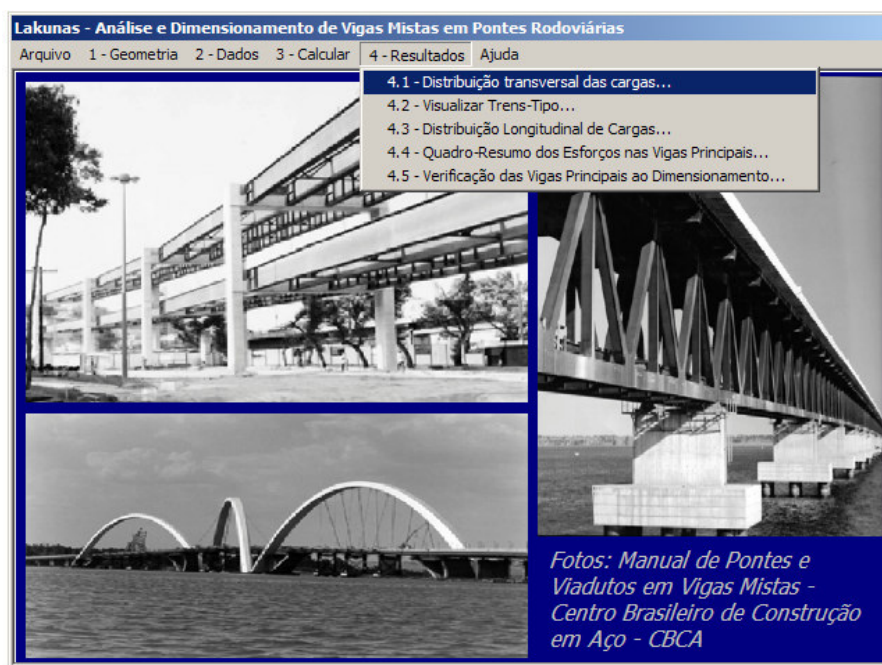 Lakunas - Análise e Dimensionamento de Vigas Mistas em Pontes Rodoviárias
Arquivo 1 - Geometria 2 - Dados 3 - Calcular 4 - Resultados Ajuda
4.1 - Distribuição transversal das cargas...
4.2 - Visualizar Trens-Tipo...
4.3 - Distribuição Longitudinal de Cargas...
4.4 - Quadro-Resumo dos Esforços nas Vigas Principais...
4.5 - Verificação das Vigas Principais ao Dimensionamento...
Fotos: Manual de Pontes e
Viadutos em Vigas Mistas -
Centro Brasileiro de Construção
em Aço - CBCA